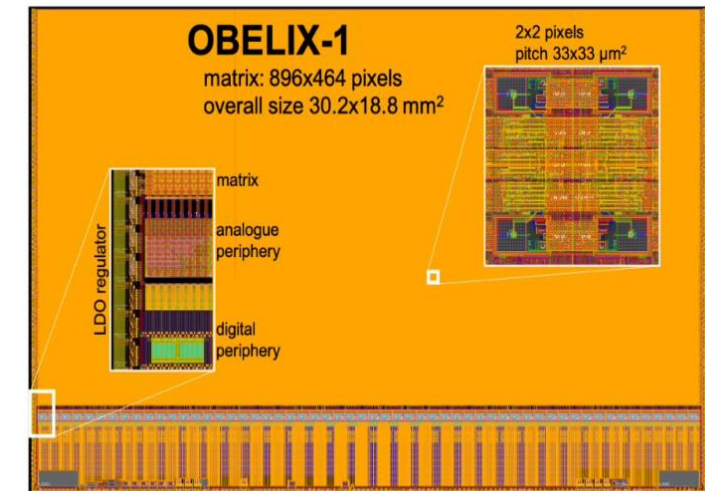 OBELIX-1
matrix: 896x464 pixels
overall size 30.2x18.8 mm²
2x2 pixels
pitch 33x33 μm²
LDO regulator
matrix
analogue
periphery
digital
periphery